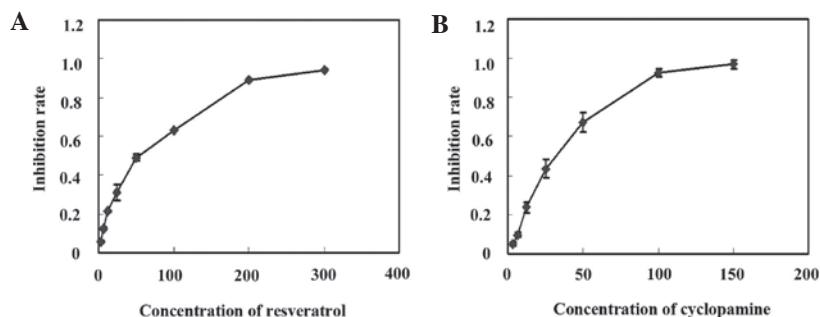 A
1.2
1.0
0.8
0.6
0.4
0.2
0
Inhibition rate
0 100 200 300 400
Concentration of resveratrol
B
1.2
1.0
0.8
0.6
0.4
0.2
0
Inhibition rate
0 50 100 150 200
Concentration of cyclopamine